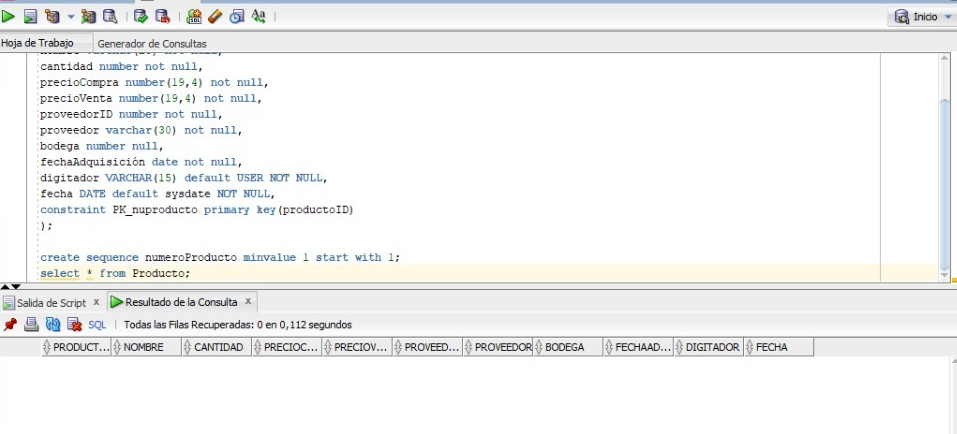 Inicio
Hoja de Trabajo Generador de Consultas
cantidad number not null,
precioCompra number(19,4) not null,
precioVenta number(19,4) not null,
proveedorID number not null,
proveedor varchar(30) not null,
bodega number null,
fechaAdquisición date not null,
digitador VARCHAR(15) default USER NOT NULL,
fecha DATE default sysdate NOT NULL,
constraint PK_nuproducto primary key(productoID)
);
create sequence numeroProducto minvalue 1 start with 1;
select * from Producto;
Salida de Script x Resultado de la Consulta x
SQL | Todas las Filas Recuperadas: 0 en 0,112 segundos
PRODUCT... NOMBRE CANTIDAD PRECIOC... PRECIOV... PROVEED... PROVEEDOR BODEGA FECHAAD... DIGITADOR FECHA